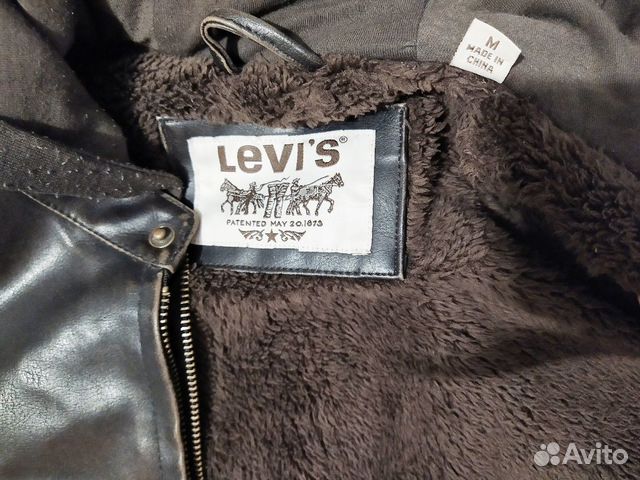 M
MADE IN
CHINA
LeVI'S®
PATENTED MAY 20.1873
Avito